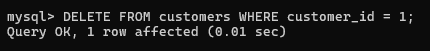 mysql> DELETE FROM customers WHERE customer_id = 1;
Query OK, 1 row affected (0.01 sec)